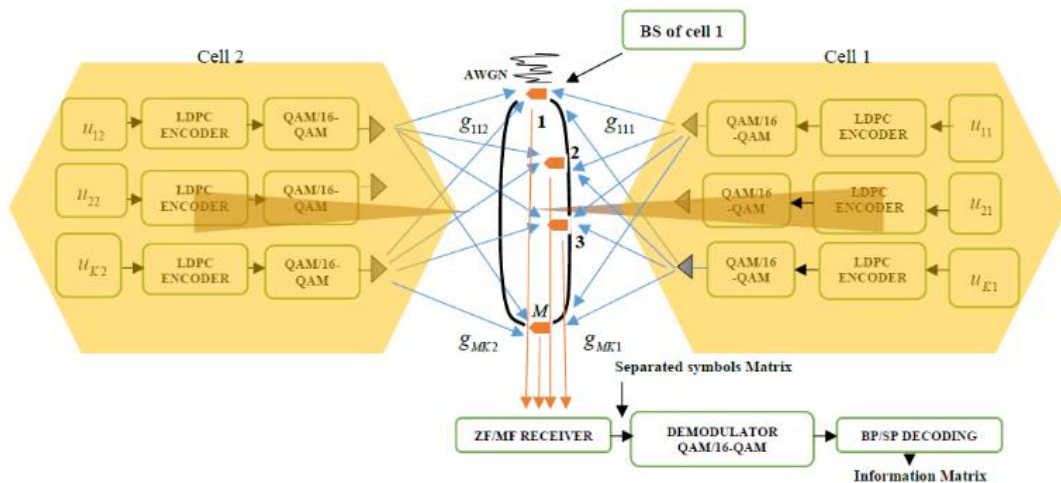 BS of cell 1
Cell 2
Cell 1
AWGN
u12
LDPC
ENCODER
QAM/16-
QAM
g112
1
g111
QAM/16
-QAM
LDPC
ENCODER
u11
2
u22
LDPC
ENCODER
QAM/16-
QAM
QAM/16
-QAM
LDPC
ENCODER
u21
3
uK2
LDPC
ENCODER
QAM/16-
QAM
QAM/16
-QAM
LDPC
ENCODER
uK1
M
gMK2
gMK1
Separated symbols Matrix
ZF/MF RECEIVER
DEMODULATOR
QAM/16-QAM
BP/SP DECODING
Information Matrix